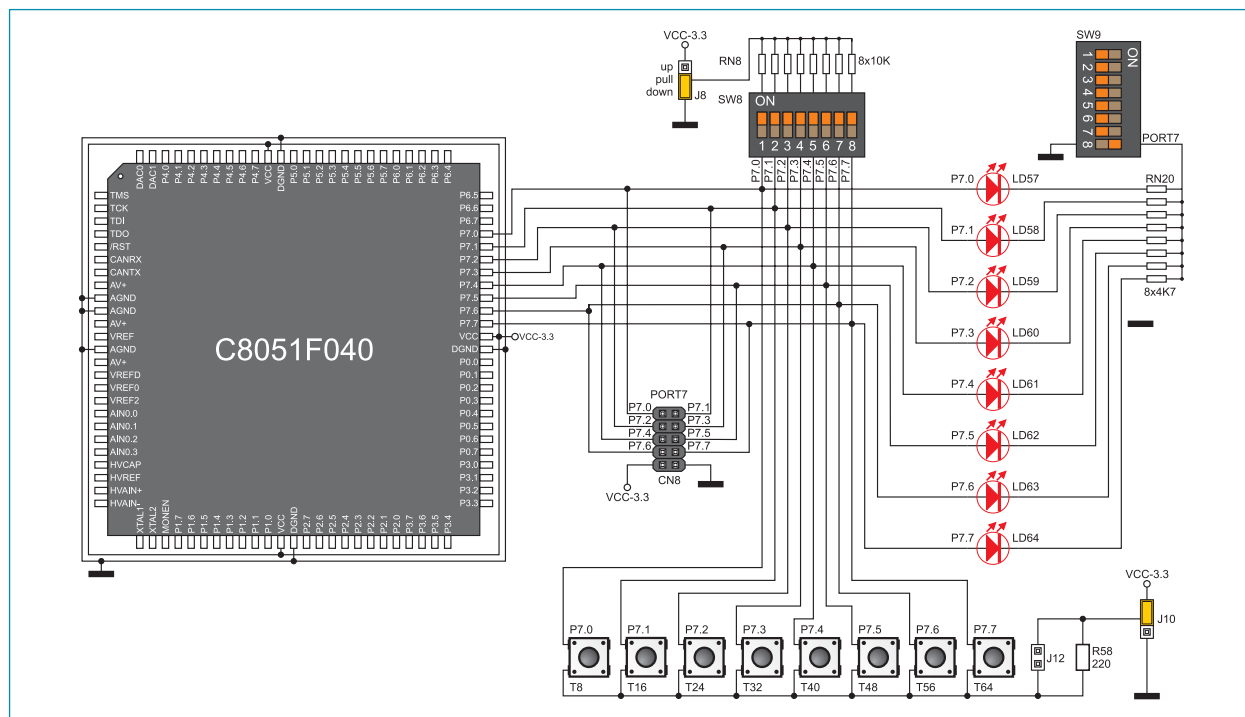 VCC-3.3
up
pull
down
J8
RN8
8x10K
SW8
ON
1 2 3 4 5 6 7 8
P7.0
P7.1
P7.2
P7.3
P7.4
P7.5
P7.6
P7.7
SW9
ON
1
2
3
4
5
6
7
8
PORT7
RN20
8x4K7
DAC0
DAC1
P4.0
P4.1
P4.2
P4.3
P4.4
P4.5
P4.6
P4.7
VCC
DGND
P5.0
P5.1
P5.2
P5.3
P5.4
P5.5
P5.6
P5.7
P6.0
P6.1
P6.2
P6.3
P6.4
TMS
TCK
TDI
TDO
/RST
CANRX
CANTX
AV+
AGND
AGND
AV+
VREF
AGND
AV+
VREFD
VREF0
VREF2
AIN0.0
AIN0.1
AIN0.2
AIN0.3
HVCAP
HVREF
HVAIN+
HVAIN-
C8051F040
P6.5
P6.6
P6.7
P7.0
P7.1
P7.2
P7.3
P7.4
P7.5
P7.6
P7.7
VCC
DGND
P0.0
P0.1
P0.2
P0.3
P0.4
P0.5
P0.6
P0.7
P3.0
P3.1
P3.2
P3.3
VCC-3.3
XTAL1
XTAL2
MONEN
P1.7
P1.6
P1.5
P1.4
P1.3
P1.2
P1.1
P1.0
VCC
DGND
P2.7
P2.6
P2.5
P2.4
P2.3
P2.2
P2.1
P2.0
P3.7
P3.6
P3.5
P3.4
PORT7
P7.0 P7.1
P7.2 P7.3
P7.4 P7.5
P7.6 P7.7
CN8
VCC-3.3
P7.0 LD57
P7.1 LD58
P7.2 LD59
P7.3 LD60
P7.4 LD61
P7.5 LD62
P7.6 LD63
P7.7 LD64
P7.0 P7.1 P7.2 P7.3 P7.4 P7.5 P7.6 P7.7
T8 T16 T24 T32 T40 T48 T56 T64
J12
R58
220
VCC-3.3
J10